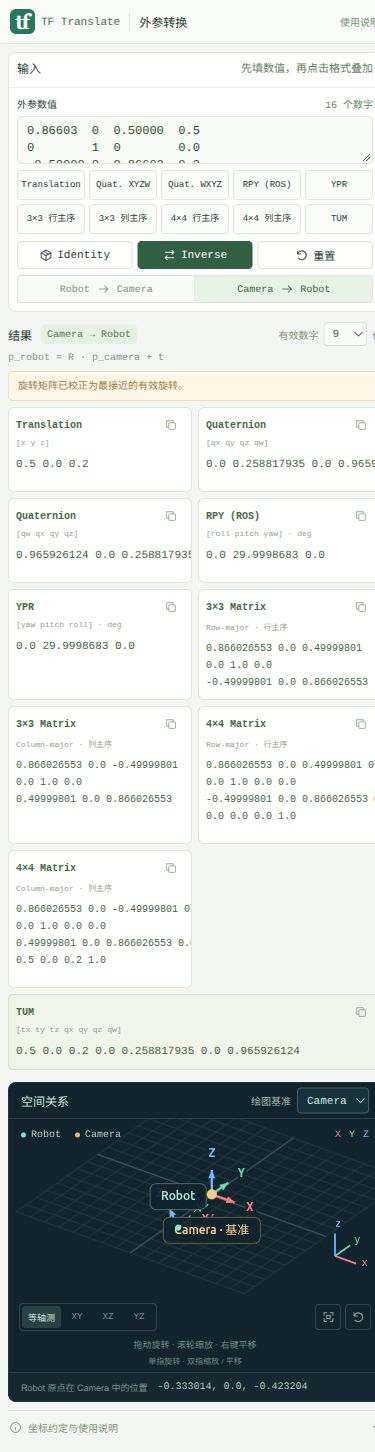 tf TF Translate 外参转换 使用说明
输入 先填数值，再点击格式叠加
外参数值 16 个数字
0.86603 0 0.50000 0.5
0 1 0 0.0
-0.50000 0 0.86603 0.2
Translation Quat. XYZW Quat. WXYZ RPY (ROS) YPR
3×3 行主序 3×3 列主序 4×4 行主序 4×4 列主序 TUM
Identity Inverse 重置
Robot → Camera Camera → Robot
结果 Camera → Robot 有效数字 9
p_robot = R · p_camera + t
旋转矩阵已校正为最接近的有效旋转。
Translation
[x y z]
0.5 0.0 0.2
Quaternion
[qx qy qz qw]
0.0 0.258817935 0.0 0.9659
Quaternion
[qw qx qy qz]
0.965926124 0.0 0.258817935
RPY (ROS)
[roll pitch yaw] · deg
0.0 29.9998683 0.0
YPR
[yaw pitch roll] · deg
0.0 29.9998683 0.0
3×3 Matrix
Row-major · 行主序
0.866026553 0.0 0.49999801
0.0 1.0 0.0
-0.49999801 0.0 0.866026553
3×3 Matrix
Column-major · 列主序
0.866026553 0.0 -0.49999801
0.0 1.0 0.0
0.49999801 0.0 0.866026553
4×4 Matrix
Row-major · 行主序
0.866026553 0.0 0.49999801 0
0.0 1.0 0.0 0.0
-0.49999801 0.0 0.866026553
0.0 0.0 0.0 1.0
4×4 Matrix
Column-major · 列主序
0.866026553 0.0 -0.49999801 0
0.0 1.0 0.0 0.0
0.49999801 0.0 0.866026553 0.
0.5 0.0 0.2 1.0
TUM
[tx ty tz qx qy qz qw]
0.5 0.0 0.2 0.0 0.258817935 0.0 0.965926124
空间关系 绘图基准 Camera
Robot Camera X Y Z
Z
Y
Robot
X
Camera · 基准
z
y
x
等轴测 XY XZ YZ
拖动旋转 · 滚轮缩放 · 右键平移
单指旋转 · 双指缩放 / 平移
Robot 原点在 Camera 中的位置 -0.333014, 0.0, -0.423204
坐标约定与使用说明